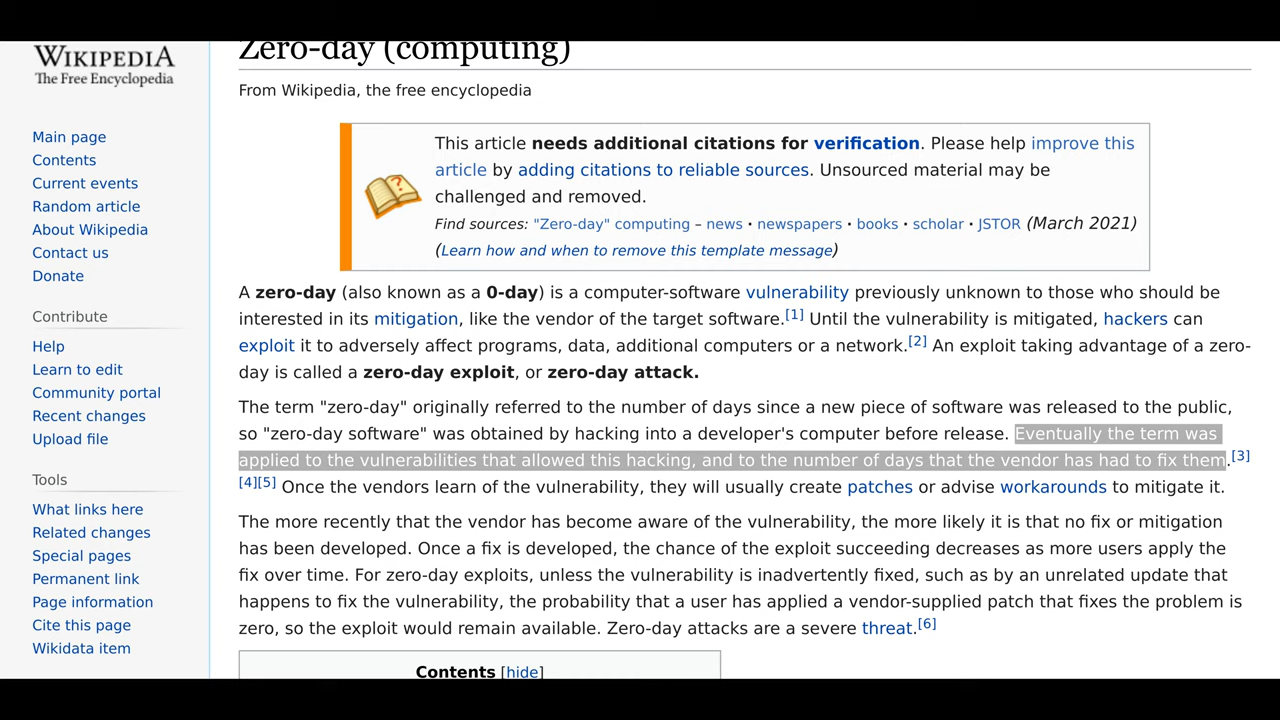 Zero-day (computing)
WIKIPEDIA
The Free Encyclopedia
From Wikipedia, the free encyclopedia
Main page
Contents
Current events
Random article
About Wikipedia
Contact us
Donate
Contribute
Help
Learn to edit
Community portal
Recent changes
Upload file
Tools
What links here
Related changes
Special pages
Permanent link
Page information
Cite this page
Wikidata item
This article needs additional citations for verification. Please help improve this
article by adding citations to reliable sources. Unsourced material may be
challenged and removed.
Find sources: "Zero-day" computing – news · newspapers · books · scholar · JSTOR (March 2021)
(Learn how and when to remove this template message)
A zero-day (also known as a 0-day) is a computer-software vulnerability previously unknown to those who should be
interested in its mitigation, like the vendor of the target software.[1] Until the vulnerability is mitigated, hackers can
exploit it to adversely affect programs, data, additional computers or a network.[2] An exploit taking advantage of a zero-
day is called a zero-day exploit, or zero-day attack.
The term "zero-day" originally referred to the number of days since a new piece of software was released to the public,
so "zero-day software" was obtained by hacking into a developer's computer before release. Eventually the term was
applied to the vulnerabilities that allowed this hacking, and to the number of days that the vendor has had to fix them.[3]
[4][5] Once the vendors learn of the vulnerability, they will usually create patches or advise workarounds to mitigate it.
The more recently that the vendor has become aware of the vulnerability, the more likely it is that no fix or mitigation
has been developed. Once a fix is developed, the chance of the exploit succeeding decreases as more users apply the
fix over time. For zero-day exploits, unless the vulnerability is inadvertently fixed, such as by an unrelated update that
happens to fix the vulnerability, the probability that a user has applied a vendor-supplied patch that fixes the problem is
zero, so the exploit would remain available. Zero-day attacks are a severe threat.[6]
Contents [hide]